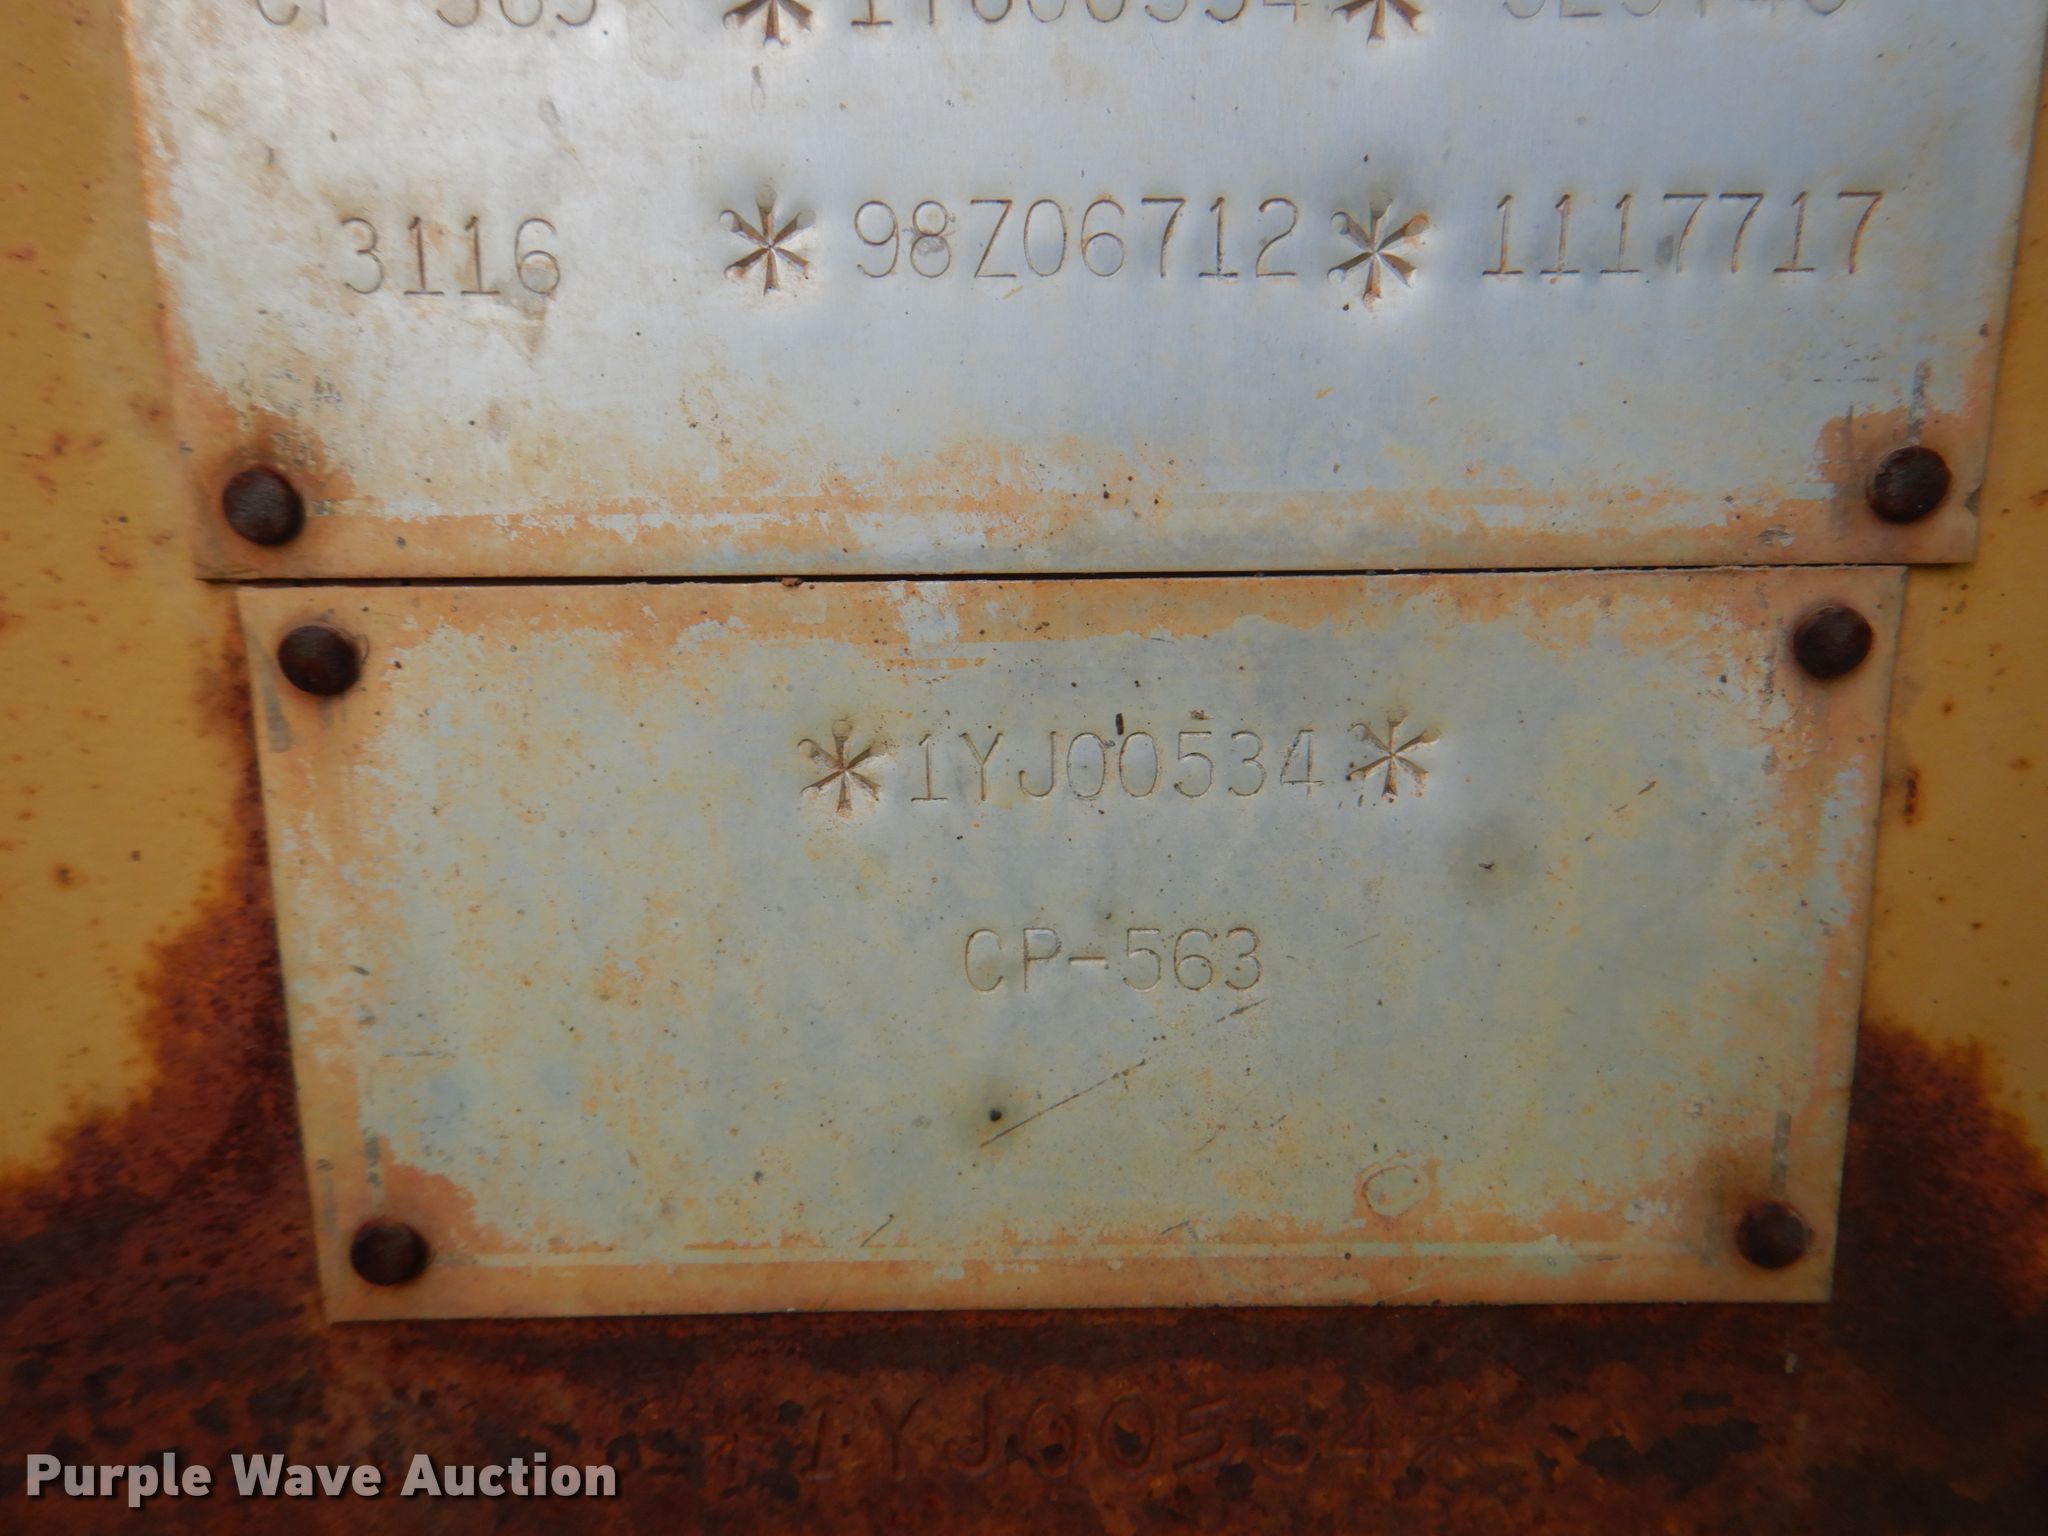 3116 *98Z06712* 1117717
*1YJ00534*
CP-563
*1YJ00534*
Purple Wave Auction